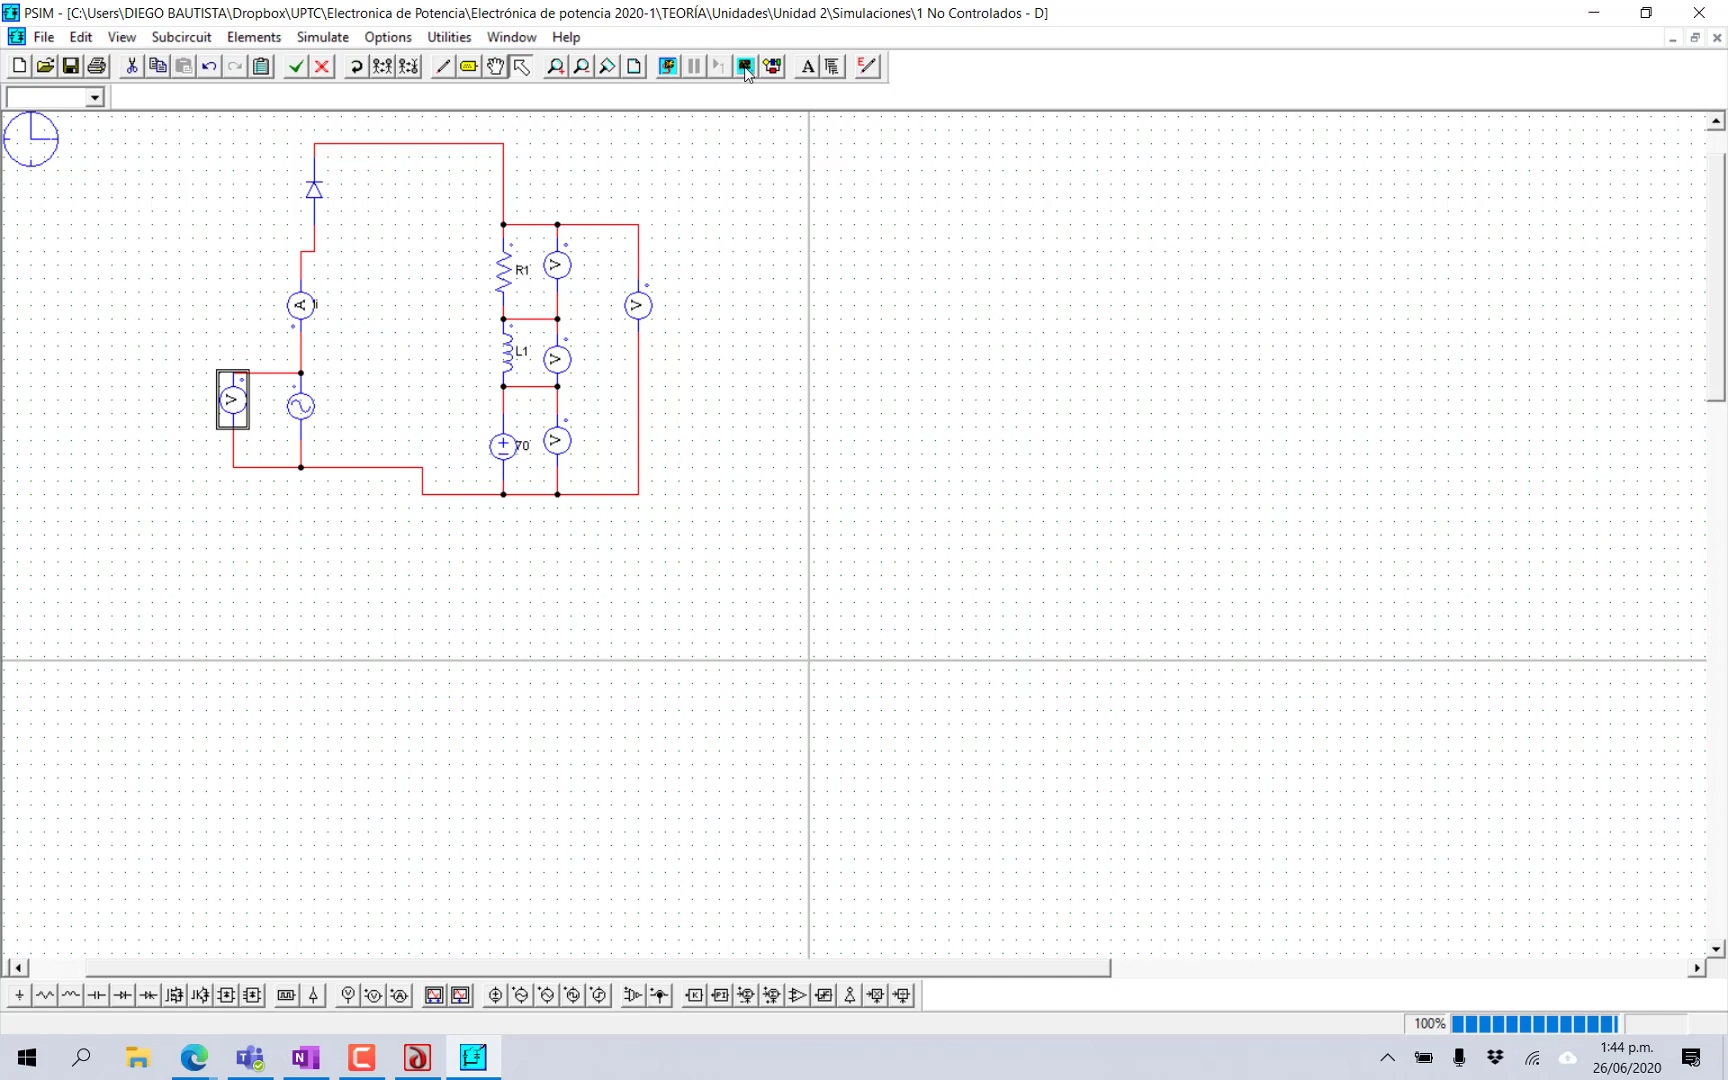 PSIM - [C:\Users\DIEGO BAUTISTA\Dropbox\UPTC\Electronica de Potencia\Electrónica de potencia 2020-1\TEORÍA\Unidades\Unidad 2\Simulaciones\1 No Controlados - D]
File Edit View Subcircuit Elements Simulate Options Utilities Window Help
R1
V
A
V
L1
V
V
70
V
100%
1:44 p.m.
26/06/2020